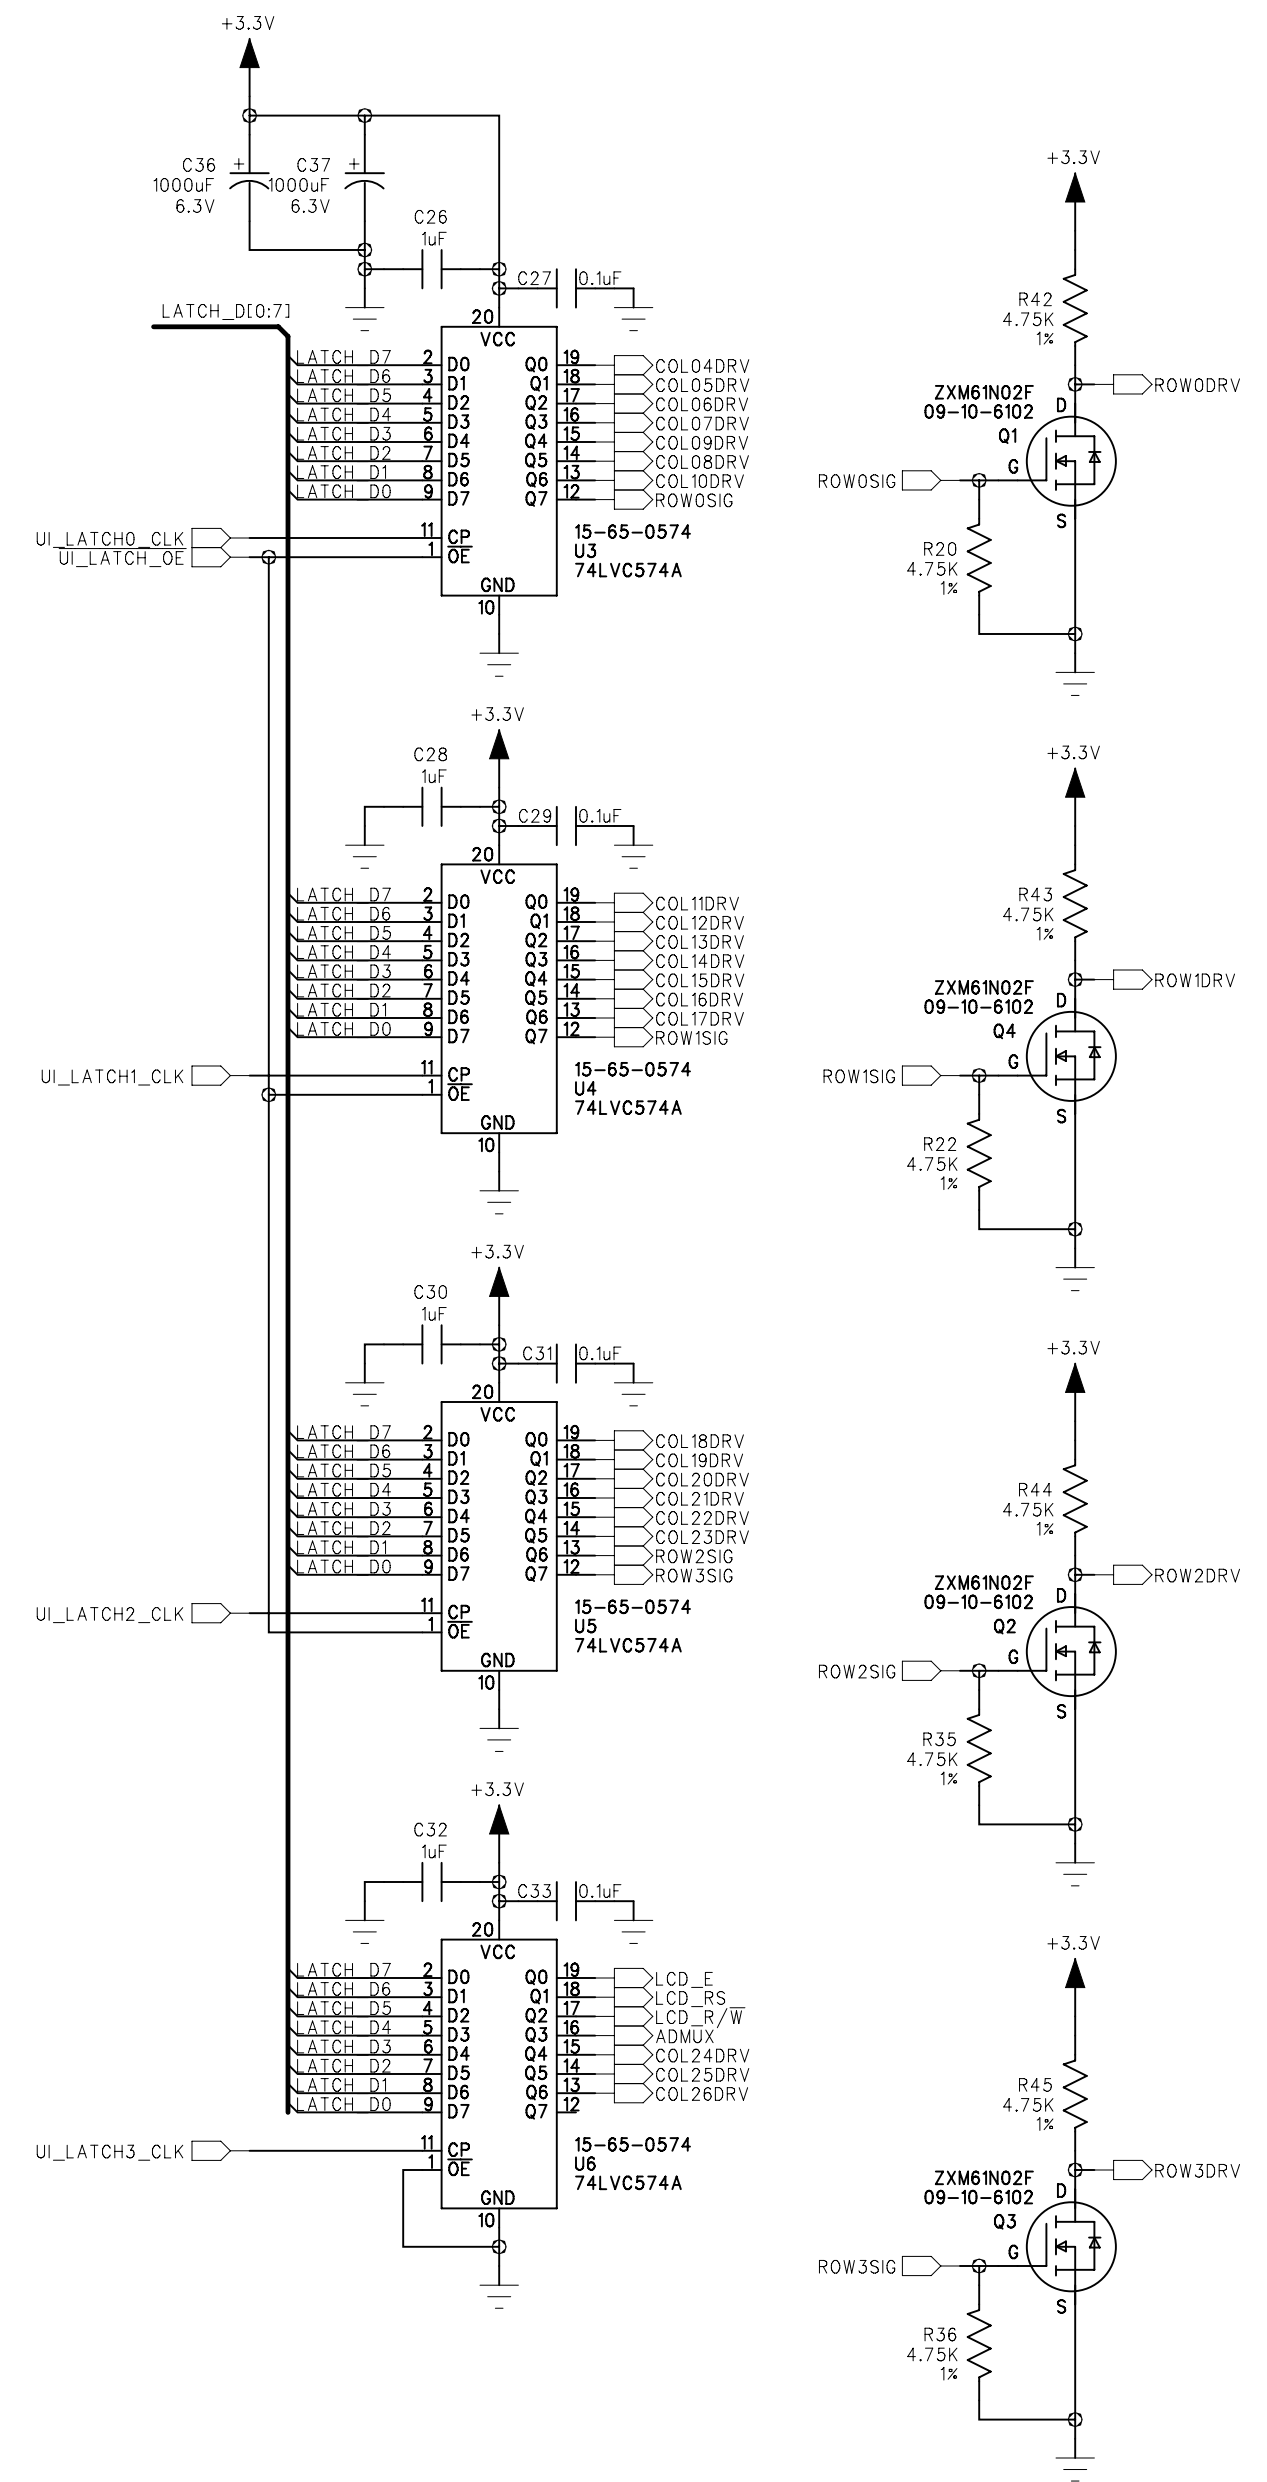 +3.3V
C36
1000uF
6.3V
+
C37
1000uF
6.3V
+
C26
1uF
C27
0.1uF
LATCH_D[0:7]
20
VCC
LATCH_D7 2 D0 Q0 19 COL04DRV
LATCH_D6 3 D1 Q1 18 COL05DRV
LATCH_D5 4 D2 Q2 17 COL06DRV
LATCH_D4 5 D3 Q3 16 COL07DRV
LATCH_D3 6 D4 Q4 15 COL09DRV
LATCH_D2 7 D5 Q5 14 COL08DRV
LATCH_D1 8 D6 Q6 13 COL10DRV
LATCH_D0 9 D7 Q7 12 ROW0SIG
UI_LATCH0_CLK 11 CP
UI_LATCH_OE 1 OE
15-65-0574
U3
74LVC574A
GND
10
+3.3V
C28
1uF
C29
0.1uF
20
VCC
LATCH_D7 2 D0 Q0 19 COL11DRV
LATCH_D6 3 D1 Q1 18 COL12DRV
LATCH_D5 4 D2 Q2 17 COL13DRV
LATCH_D4 5 D3 Q3 16 COL14DRV
LATCH_D3 6 D4 Q4 15 COL15DRV
LATCH_D2 7 D5 Q5 14 COL16DRV
LATCH_D1 8 D6 Q6 13 COL17DRV
LATCH_D0 9 D7 Q7 12 ROW1SIG
UI_LATCH1_CLK 11 CP
1 OE
15-65-0574
U4
74LVC574A
GND
10
+3.3V
C30
1uF
C31
0.1uF
20
VCC
LATCH_D7 2 D0 Q0 19 COL18DRV
LATCH_D6 3 D1 Q1 18 COL19DRV
LATCH_D5 4 D2 Q2 17 COL20DRV
LATCH_D4 5 D3 Q3 16 COL21DRV
LATCH_D3 6 D4 Q4 15 COL22DRV
LATCH_D2 7 D5 Q5 14 COL23DRV
LATCH_D1 8 D6 Q6 13 ROW2SIG
LATCH_D0 9 D7 Q7 12 ROW3SIG
UI_LATCH2_CLK 11 CP
1 OE
15-65-0574
U5
74LVC574A
GND
10
+3.3V
C32
1uF
C33
0.1uF
20
VCC
LATCH_D7 2 D0 Q0 19 LCD_E
LATCH_D6 3 D1 Q1 18 LCD_RS
LATCH_D5 4 D2 Q2 17 LCD_R/W
LATCH_D4 5 D3 Q3 16 ADMUX
LATCH_D3 6 D4 Q4 15 COL24DRV
LATCH_D2 7 D5 Q5 14 COL25DRV
LATCH_D1 8 D6 Q6 13 COL26DRV
LATCH_D0 9 D7 Q7 12
UI_LATCH3_CLK 11 CP
1 OE
15-65-0574
U6
74LVC574A
GND
10
+3.3V
R42
4.75K
1%
ROW0DRV
ZXM61N02F
09-10-6102
D
Q1
G
ROW0SIG
S
R20
4.75K
1%
+3.3V
R43
4.75K
1%
ROW1DRV
ZXM61N02F
09-10-6102
D
Q4
G
ROW1SIG
S
R22
4.75K
1%
+3.3V
R44
4.75K
1%
ROW2DRV
ZXM61N02F
09-10-6102
D
Q2
G
ROW2SIG
S
R35
4.75K
1%
+3.3V
R45
4.75K
1%
ROW3DRV
ZXM61N02F
09-10-6102
D
Q3
G
ROW3SIG
S
R36
4.75K
1%